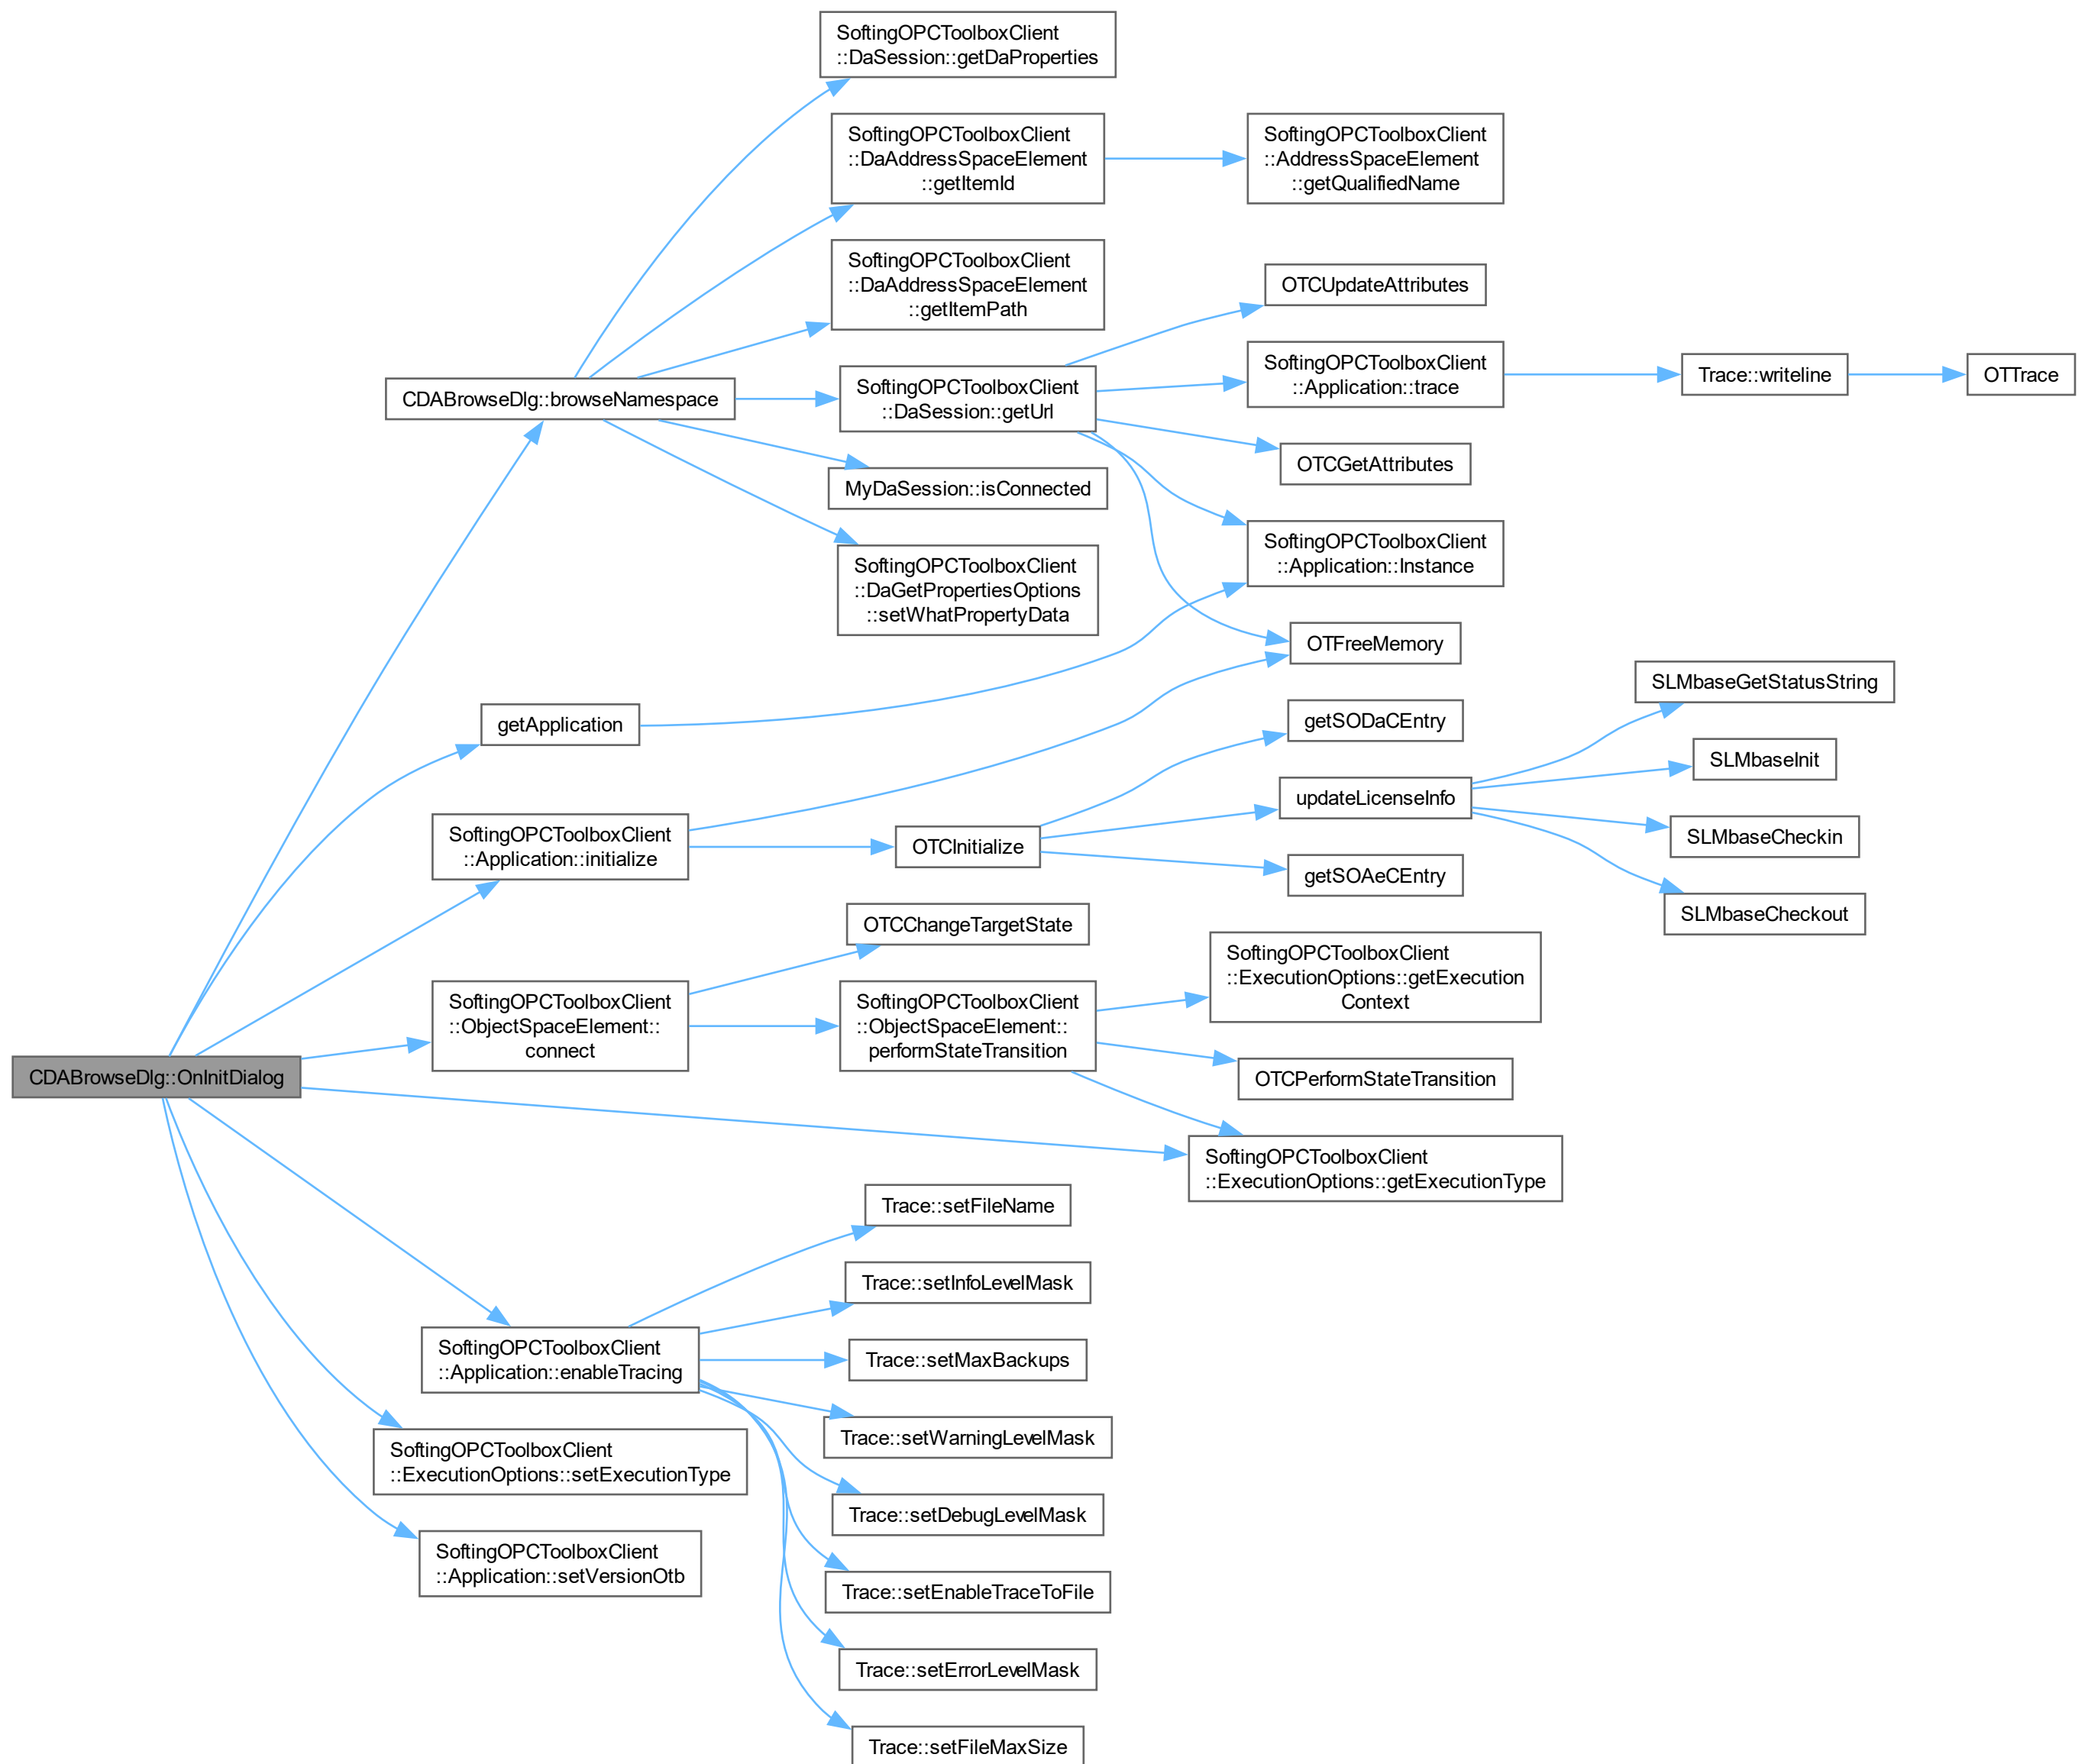 SoftingOPCToolboxClient
::DaSession::getDaProperties
SoftingOPCToolboxClient
::DaAddressSpaceElement
::getItemId
SoftingOPCToolboxClient
::AddressSpaceElement
::getQualifiedName
SoftingOPCToolboxClient
::DaAddressSpaceElement
::getItemPath
OTCUpdateAttributes
CDABrowseDlg::browseNamespace
SoftingOPCToolboxClient
::DaSession::getUrl
SoftingOPCToolboxClient
::Application::trace
Trace::writeline
OTTrace
OTCGetAttributes
MyDaSession::isConnected
SoftingOPCToolboxClient
::Application::Instance
SoftingOPCToolboxClient
::DaGetPropertiesOptions
::setWhatPropertyData
OTFreeMemory
SLMbaseGetStatusString
getApplication
getSODaCEntry
SLMbaseInit
updateLicenseInfo
SoftingOPCToolboxClient
::Application::initialize
OTCInitialize
SLMbaseCheckin
getSOAeCEntry
SLMbaseCheckout
OTCChangeTargetState
SoftingOPCToolboxClient
::ExecutionOptions::getExecution
Context
SoftingOPCToolboxClient
::ObjectSpaceElement::
connect
SoftingOPCToolboxClient
::ObjectSpaceElement::
performStateTransition
CDABrowseDlg::OnInitDialog
OTCPerformStateTransition
SoftingOPCToolboxClient
::ExecutionOptions::getExecutionType
Trace::setFileName
Trace::setInfoLevelMask
SoftingOPCToolboxClient
::Application::enableTracing
Trace::setMaxBackups
Trace::setWarningLevelMask
SoftingOPCToolboxClient
::ExecutionOptions::setExecutionType
Trace::setDebugLevelMask
SoftingOPCToolboxClient
::Application::setVersionOtb
Trace::setEnableTraceToFile
Trace::setErrorLevelMask
Trace::setFileMaxSize